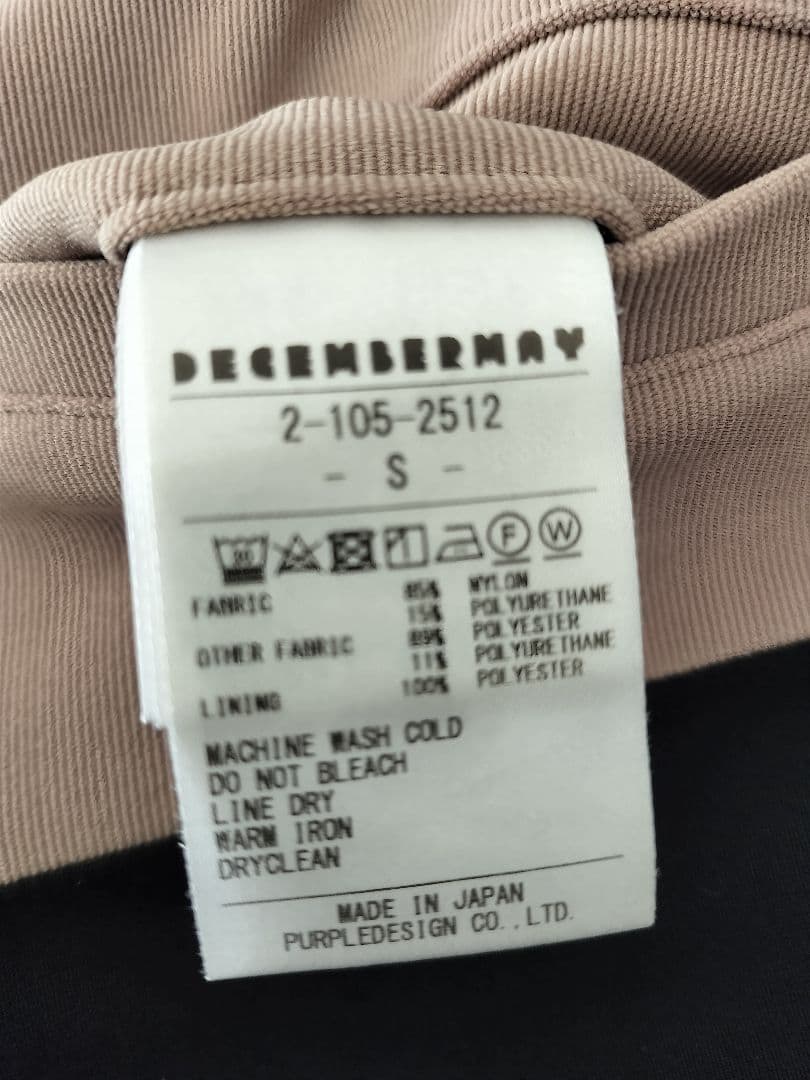 DECEMBERMAY
2-105-2512
- S -
30 F W
FABRIC 85% NYLON
15% POLYURETHANE
OTHER FABRIC 89% POLYESTER
11% POLYURETHANE
LINING 100% POLYESTER
MACHINE WASH COLD
DO NOT BLEACH
LINE DRY
WARM IRON
DRYCLEAN
MADE IN JAPAN
PURPLEDESIGN CO.,LTD.